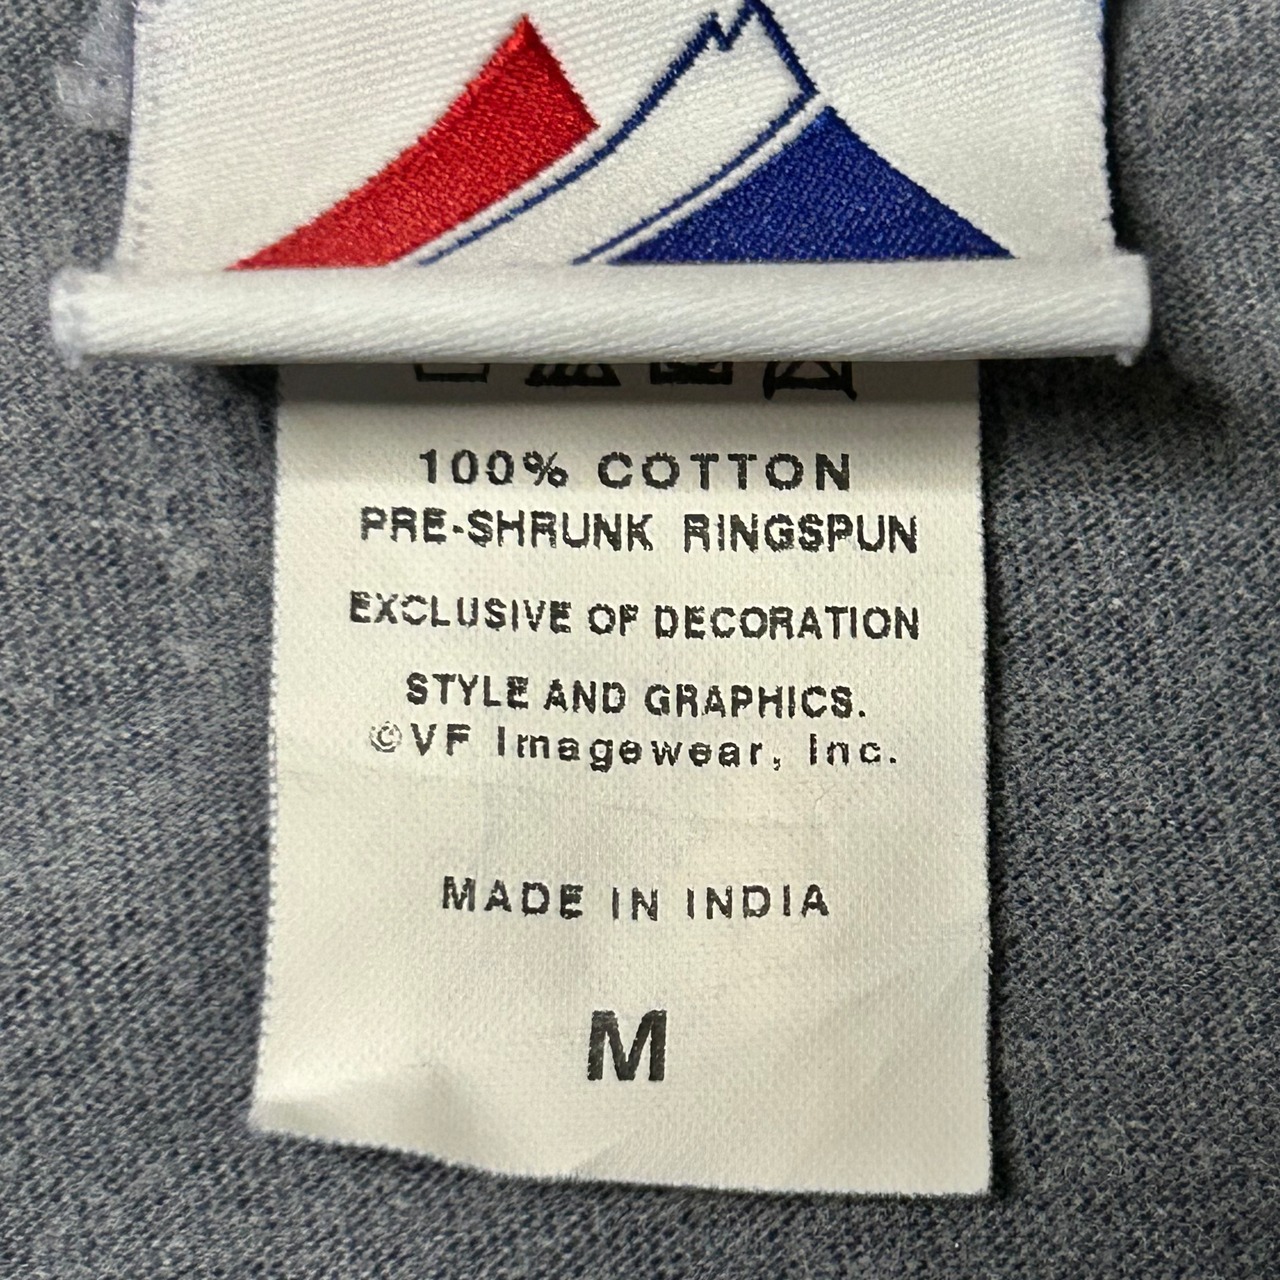 100% COTTON
PRE-SHRUNK RINGSPUN
EXCLUSIVE OF DECORATION
STYLE AND GRAPHICS.
©VF Imagewear, Inc.
MADE IN INDIA
M